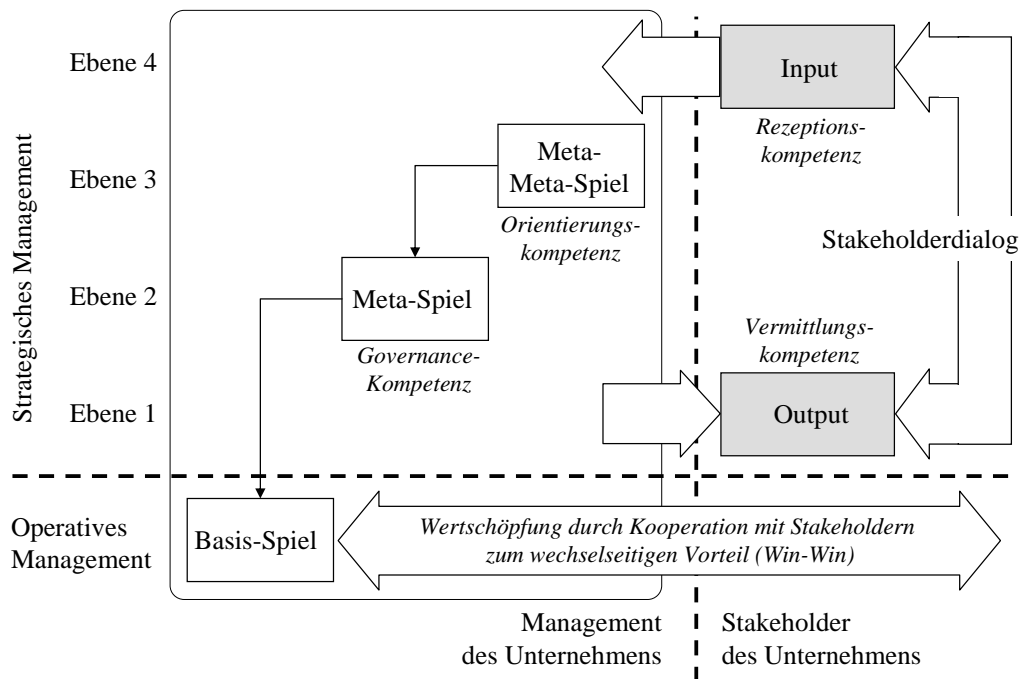 Ebene 4
Input
Rezeptions-
kompetenz
Meta-
Meta-Spiel
Ebene 3
Orientierungs-
kompetenz
Stakeholderdialog
Strategisches Management
Ebene 2
Meta-Spiel
Governance-
Kompetenz
Vermittlungs-
kompetenz
Ebene 1
Output
Operatives
Management
Basis-Spiel
Wertschöpfung durch Kooperation mit Stakeholdern
zum wechselseitigen Vorteil (Win-Win)
Management
des Unternehmens
Stakeholder
des Unternehmens